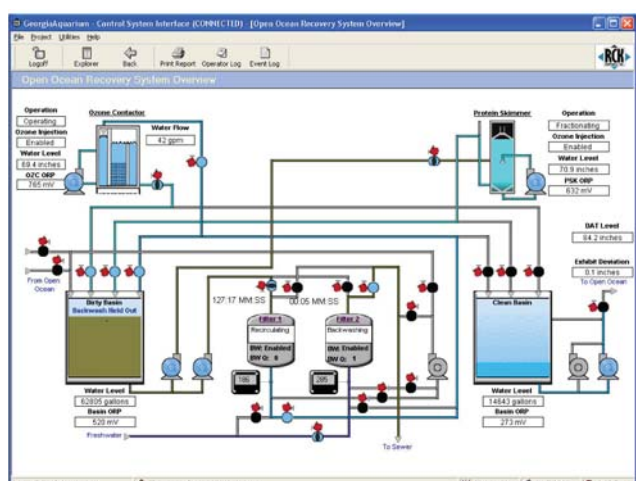 GeorgiaAquarium - Control System Interface (CONNECTED) - [Open Ocean Recovery System Overview]
File Project Utilities Help
Logoff Explorer Back Print Report Operator Log Event Log
RCK
Open Ocean Recovery System Overview
Operation
Operating
Ozone Injection
Enabled
Water Level
68.4 inches
OZC ORP
765 mV
Ozone Contactor
Water Flow
42 gpm
Protein Skimmer
Operation
Fractionating
Ozone Injection
Enabled
Water Level
70.9 inches
PSK ORP
632 mV
DAT Level
84.2 inches
Exhibit Deviation
0.1 inches
To Open Ocean
From Open
Ocean
Dirty Basin
Backwash Held Out
127:17 MM:SS
00:05 MM:SS
Filter 1
Recirculating
BW: Enabled
BW Q: 0
Filter 2
Backwashing
BW: Enabled
BW Q: 1
Clean Basin
Water Level
62805 gallons
Basin ORP
520 mV
Freshwater
To Sewer
Water Level
14643 gallons
Basin ORP
273 mV